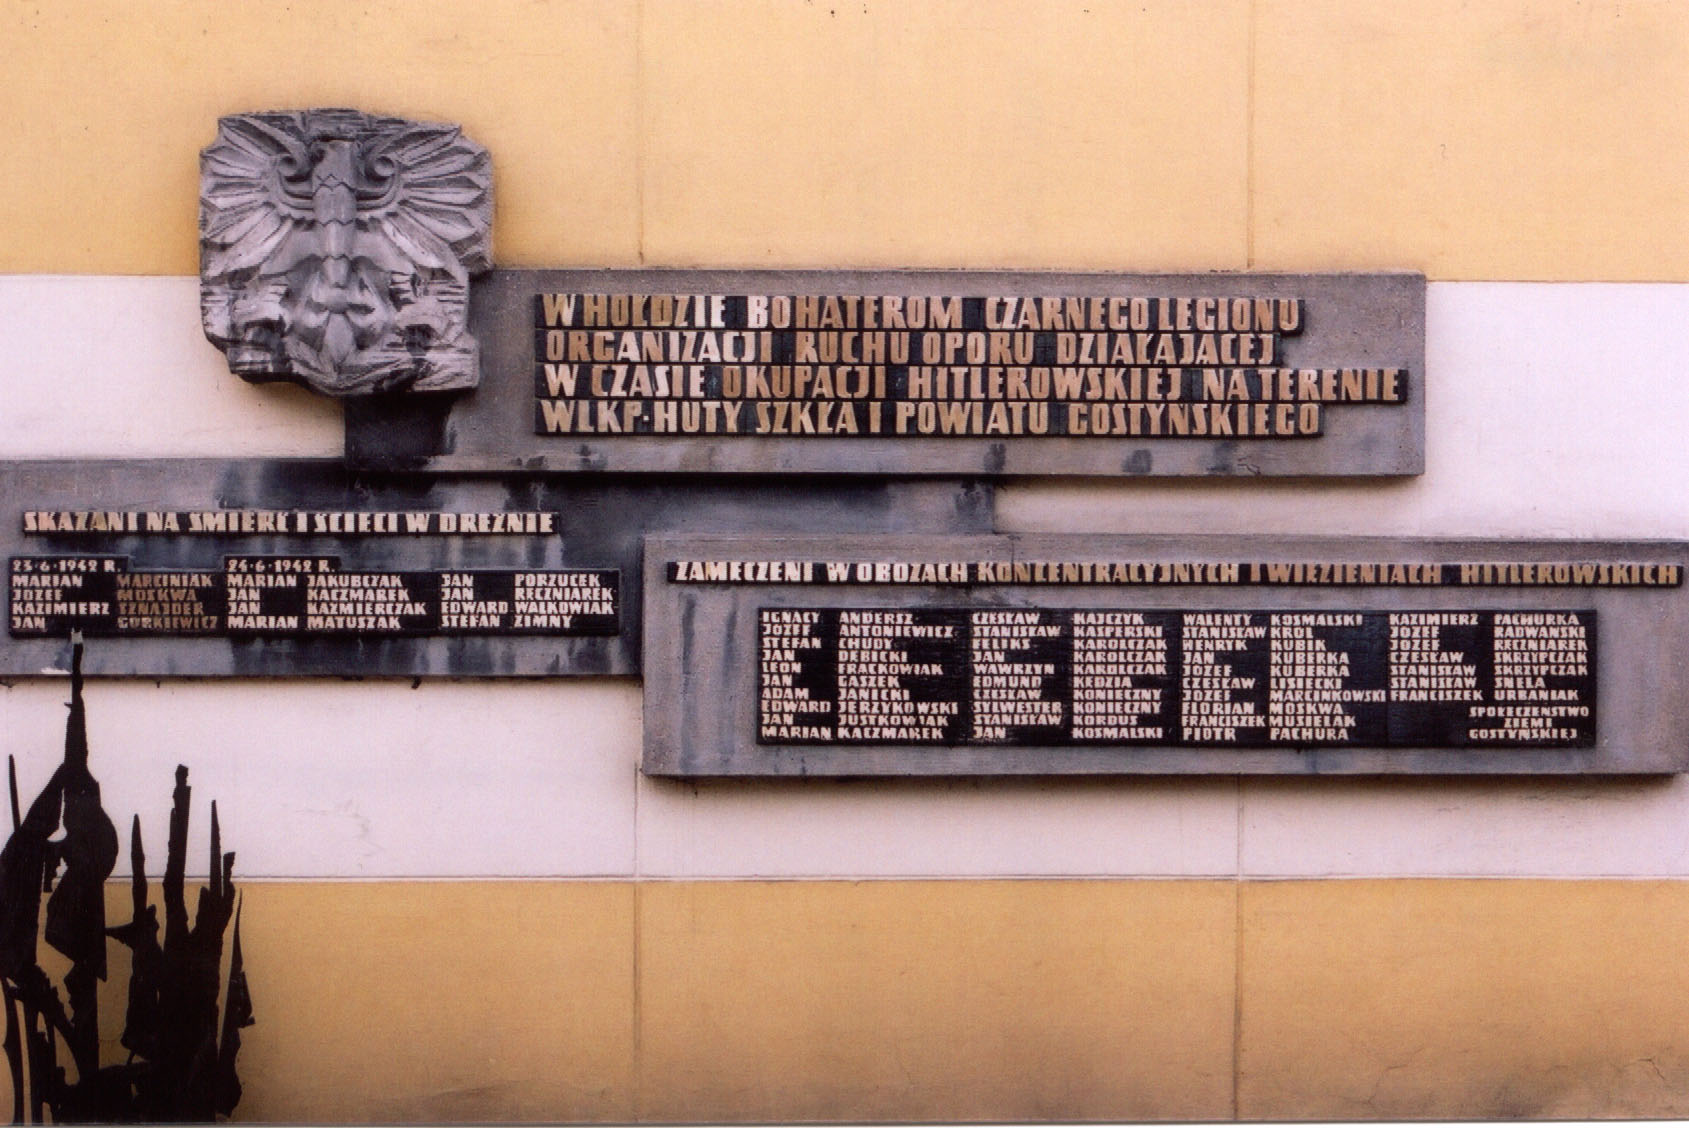 W HOŁDZIE BOHATEROM CZARNEGO LEGIONU
ORGANIZACJI RUCHU OPORU DZIAŁAJĄCEJ
W CZASIE OKUPACJI HITLEROWSKIEJ NA TERENIE
WLKP. HUTY SZKŁA I POWIATU GOSTYŃSKIEGO
SKAZANI NA ŚMIERĆ I ŚCIĘCI W DREŹNIE
23.6.1942 R. 24.6.1942 R.
MARIAN MARCINIAK MARIAN JAKUBCZAK JAN PORZUCEK
JÓZEF MOSKWA JAN KACZMAREK JAN RĘCZNIAREK
KAZIMIERZ SZNAJDER JAN KAZMIERCZAK EDWARD WALKOWIAK
JAN GÓRKIEWICZ MARIAN MATUSZAK STEFAN ZIMNY
ZAMĘCZENI W OBOZACH KONCENTRACYJNYCH I WIĘZIENIACH HITLEROWSKICH
IGNACY ANDERSZ CZESŁAW HAJCZYK WALENTY KOSMALSKI KAZIMIERZ PACHURKA
JÓZEF ANTONIEWICZ STANISŁAW KASPERSKI STANISŁAW KRÓL JÓZEF RADWAŃSKI
STEFAN CHUDY FELIKS KAROLCZAK HENRYK KUBIK JÓZEF RĘCZNIAREK
JAN DĘBICKI JAN KAROLCZAK JAN KUBERKA CZESŁAW SKRZYPCZAK
LEON FRĄCKOWIAK WAWRZYN KAROLCZAK JÓZEF KUBERKA STANISŁAW SKRZYPCZAK
JAN GASZEK EDMUND KĘDZIA CZESŁAW LISIECKI STANISŁAW SNELA
ADAM JANICKI CZESŁAW KONIECZNY JÓZEF MARCINKOWSKI FRANCISZEK URBANIAK
EDWARD JERZYKOWSKI SYLWESTER KONIECZNY FLORIAN MOSKWA SPOŁECZEŃSTWO
JAN JUSTKOWIAK STANISŁAW KORDUS FRANCISZEK MUSIELAK ZIEMI
MARIAN KACZMAREK JAN KOSMALSKI PIOTR PACHURA GOSTYŃSKIEJ